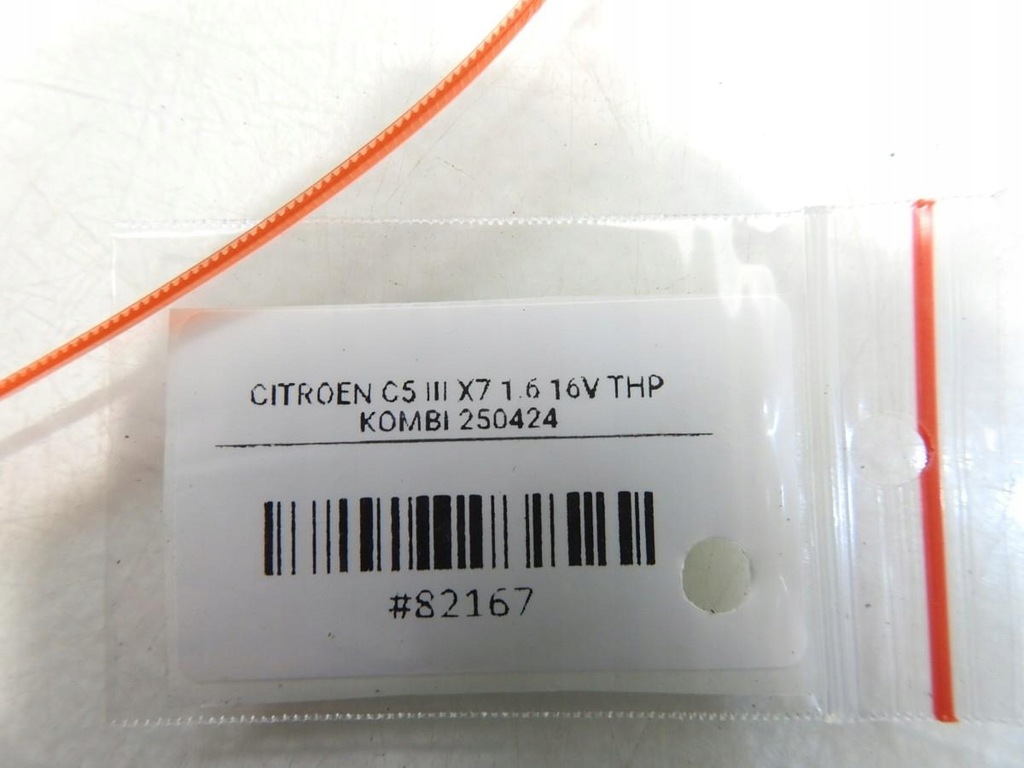 CITROEN C5 III X7 1.6 16V THP
KOMBI 250424
#82167